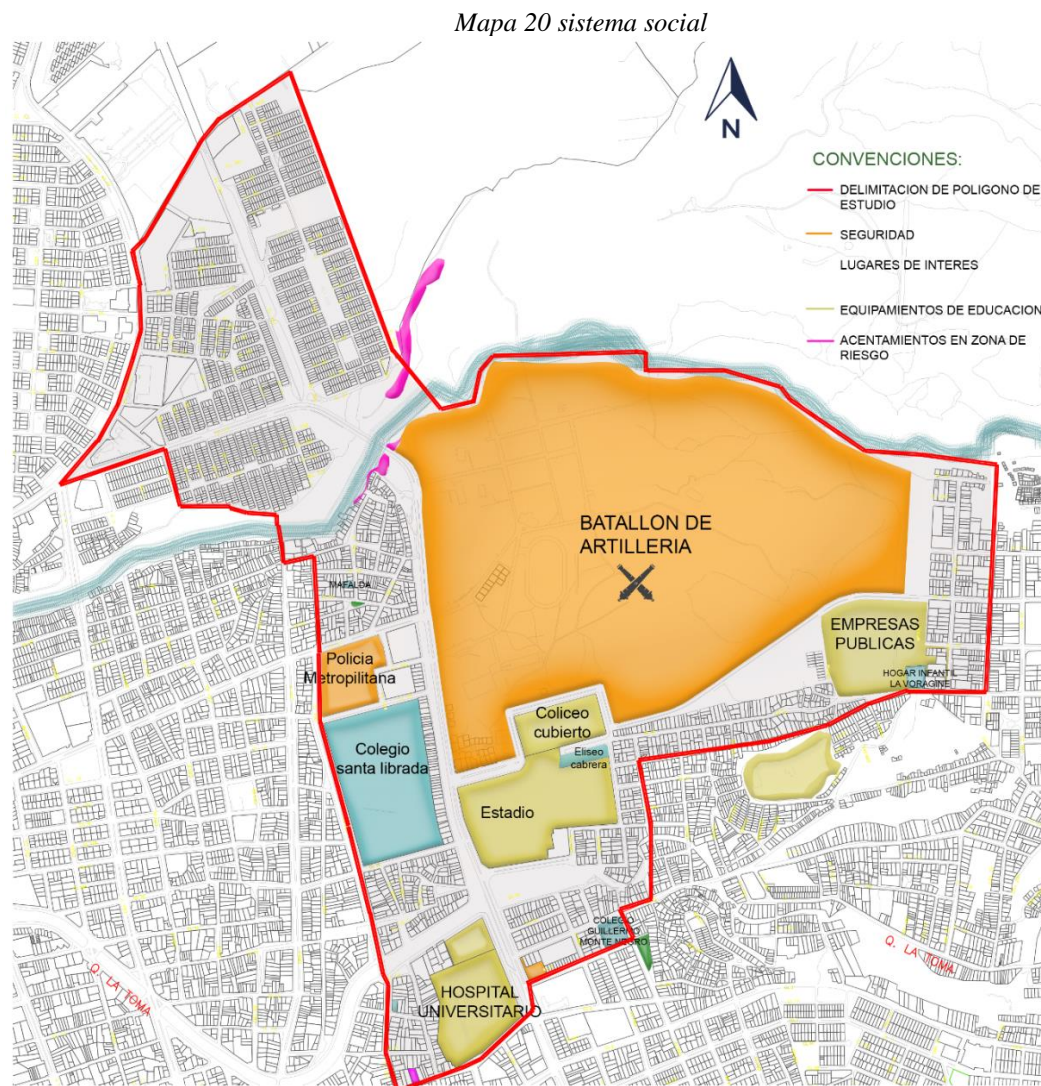 Mapa 20 sistema social
N
CONVENCIONES:
DELIMITACION DE POLIGONO DE
ESTUDIO
SEGURIDAD
LUGARES DE INTERES
EQUIPAMIENTOS DE EDUCACION
ACENTAMIENTOS EN ZONA DE
RIESGO
BATALLON DE
ARTILLERIA
MAFALDA
EMPRESAS
PUBLICAS
HOGAR INFANTIL
LA VORAGINE
Policia
Metropilitana
Coliceo
cubierto
Eliseo
cabrera
Colegio
santa librada
Estadio
COLEGIO
GUILLERMO
MONTE NEGRO
Q. LA TOMA
Q. LA TOMA
HOSPITAL
UNIVERSITARIO